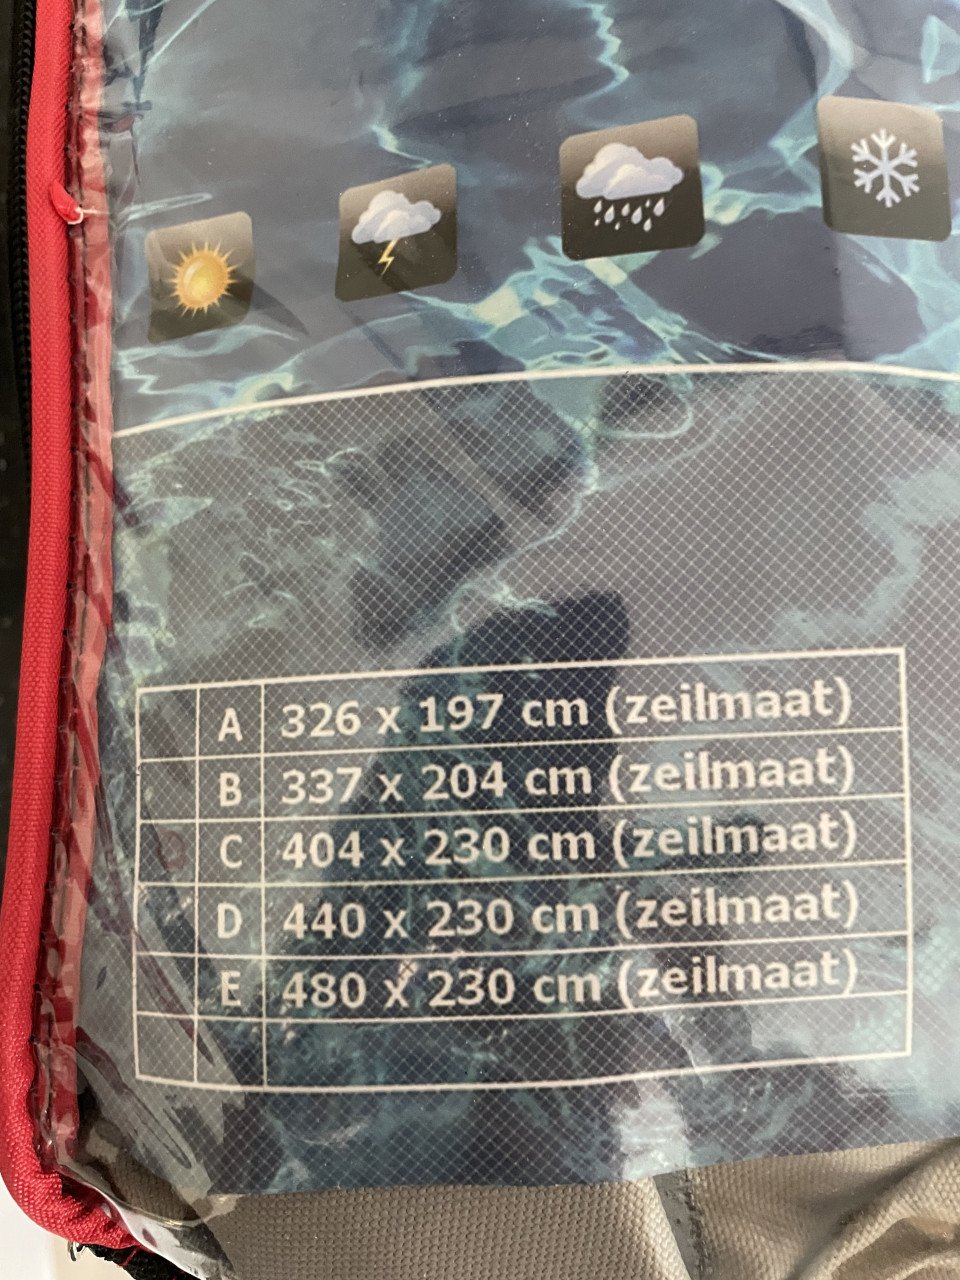 A 326 x 197 cm (zeilmaat)
B 337 x 204 cm (zeilmaat)
C 404 x 230 cm (zeilmaat)
D 440 x 230 cm (zeilmaat)
E 480 x 230 cm (zeilmaat)